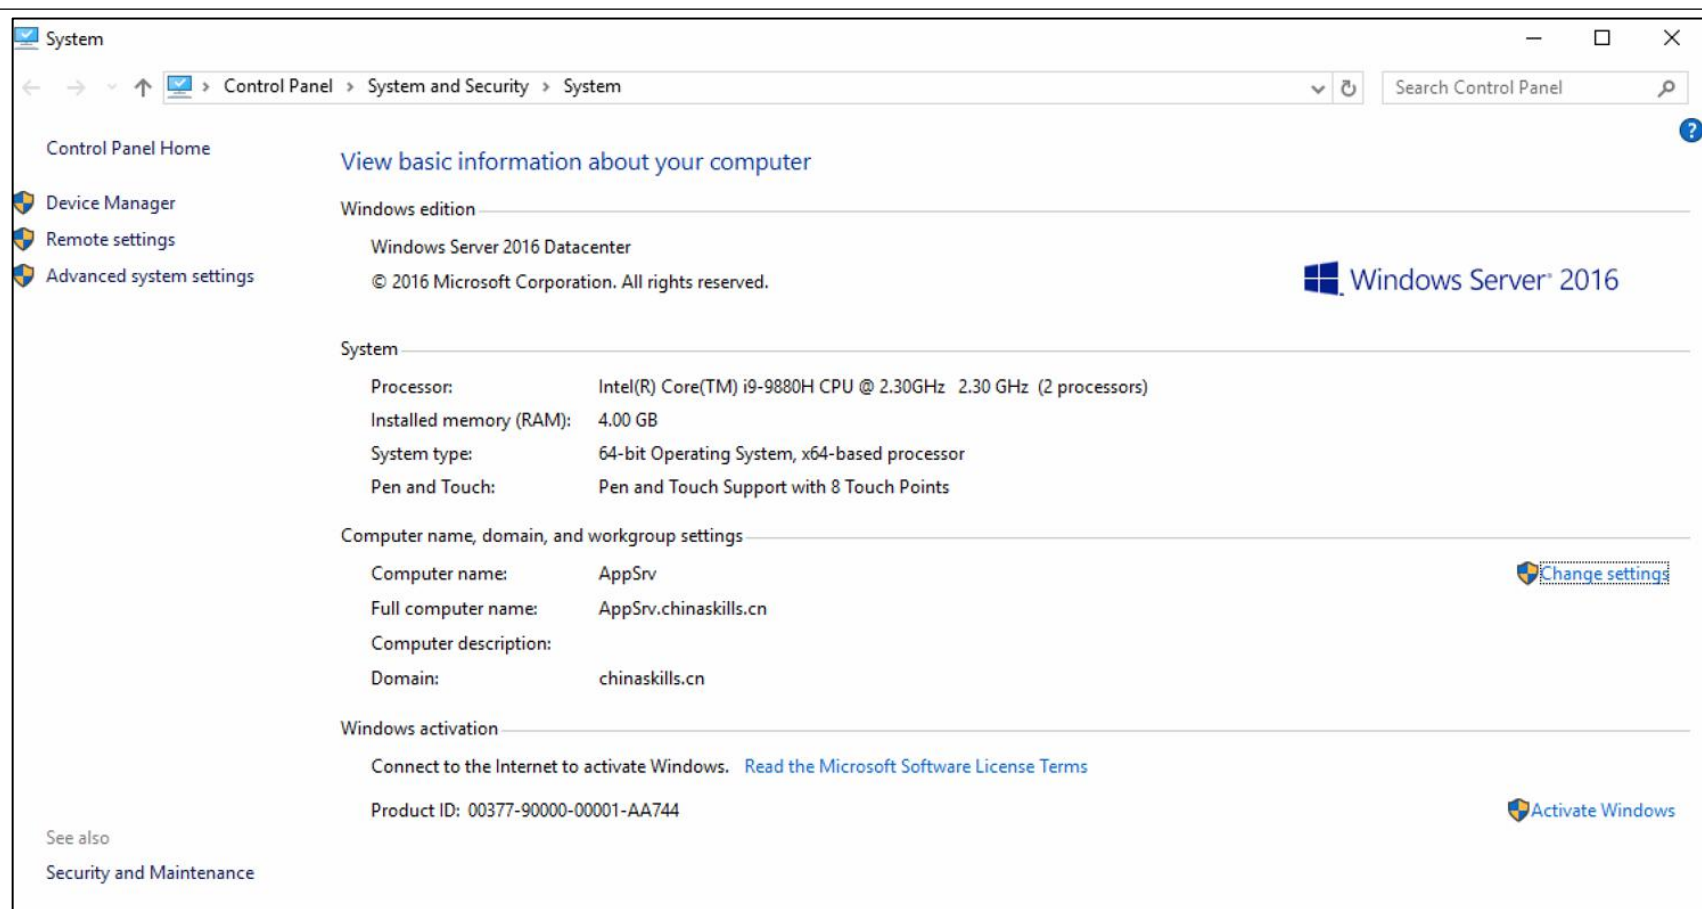 System
Control Panel > System and Security > System
Search Control Panel
Control Panel Home
Device Manager
Remote settings
Advanced system settings
View basic information about your computer
Windows edition
Windows Server 2016 Datacenter
© 2016 Microsoft Corporation. All rights reserved.
Windows Server® 2016
System
Processor: Intel(R) Core(TM) i9-9880H CPU @ 2.30GHz 2.30 GHz (2 processors)
Installed memory (RAM): 4.00 GB
System type: 64-bit Operating System, x64-based processor
Pen and Touch: Pen and Touch Support with 8 Touch Points
Computer name, domain, and workgroup settings
Computer name: AppSrv
Change settings
Full computer name: AppSrv.chinaskills.cn
Computer description:
Domain: chinaskills.cn
Windows activation
Connect to the Internet to activate Windows. Read the Microsoft Software License Terms
Product ID: 00377-90000-00001-AA744
Activate Windows
See also
Security and Maintenance